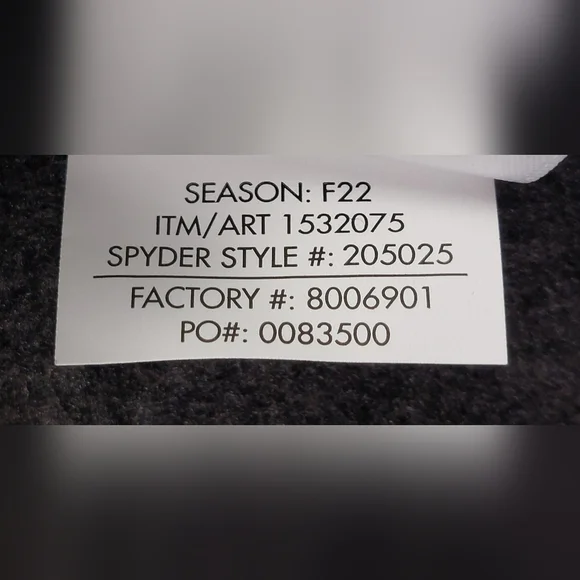 SEASON: F22
ITM/ART 1532075
SPYDER STYLE #: 205025
FACTORY #: 8006901
PO#: 0083500